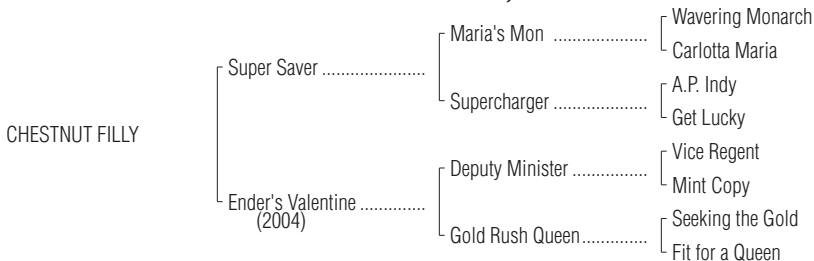 Wavering Monarch
Maria's Mon ....................
Carlotta Maria
Super Saver ......................
A.P. Indy
Supercharger ....................
Get Lucky
CHESTNUT FILLY
Vice Regent
Deputy Minister ................
Mint Copy
Ender's Valentine ..............
(2004)
Seeking the Gold
Gold Rush Queen..............
Fit for a Queen